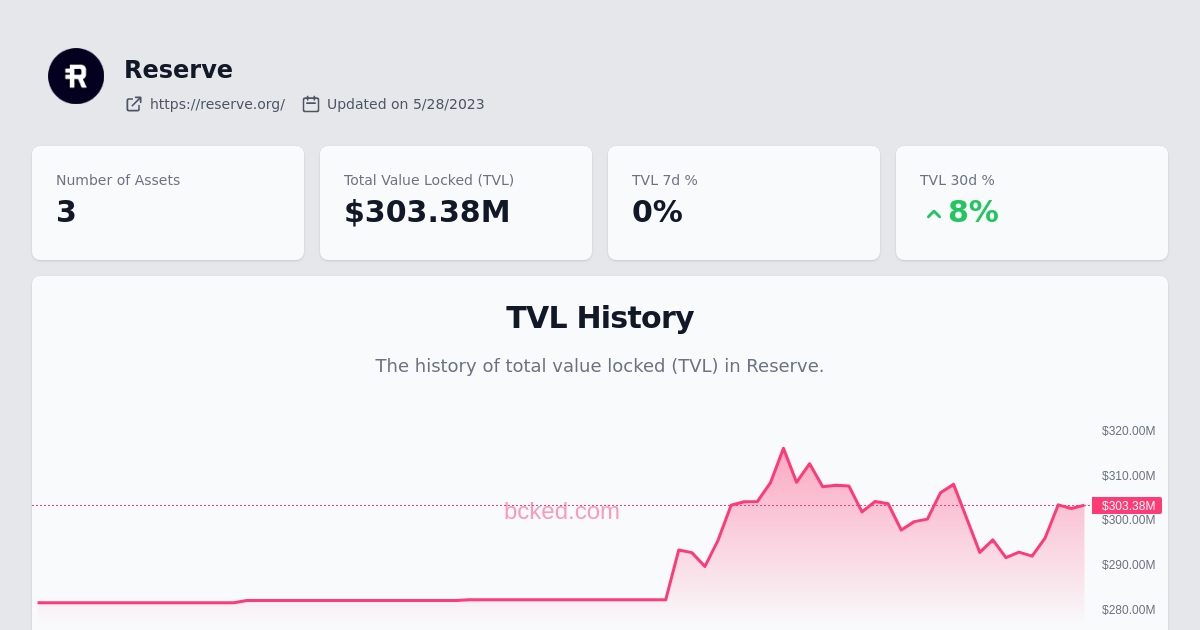 Reserve
https://reserve.org/ Updated on 5/28/2023
Number of Assets
3
Total Value Locked (TVL)
$303.38M
TVL 7d %
0%
TVL 30d %
8%
TVL History
The history of total value locked (TVL) in Reserve.
bcked.com
$320.00M
$310.00M
$303.38M
$300.00M
$290.00M
$280.00M